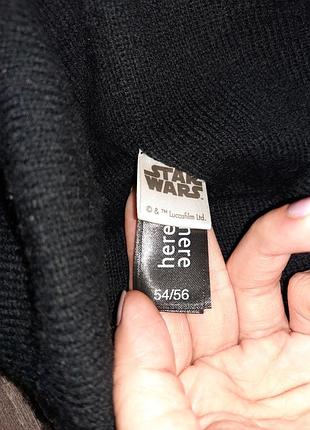 STAR
WARS
© & ™ Lucasfilm Ltd.
here
there
54/56